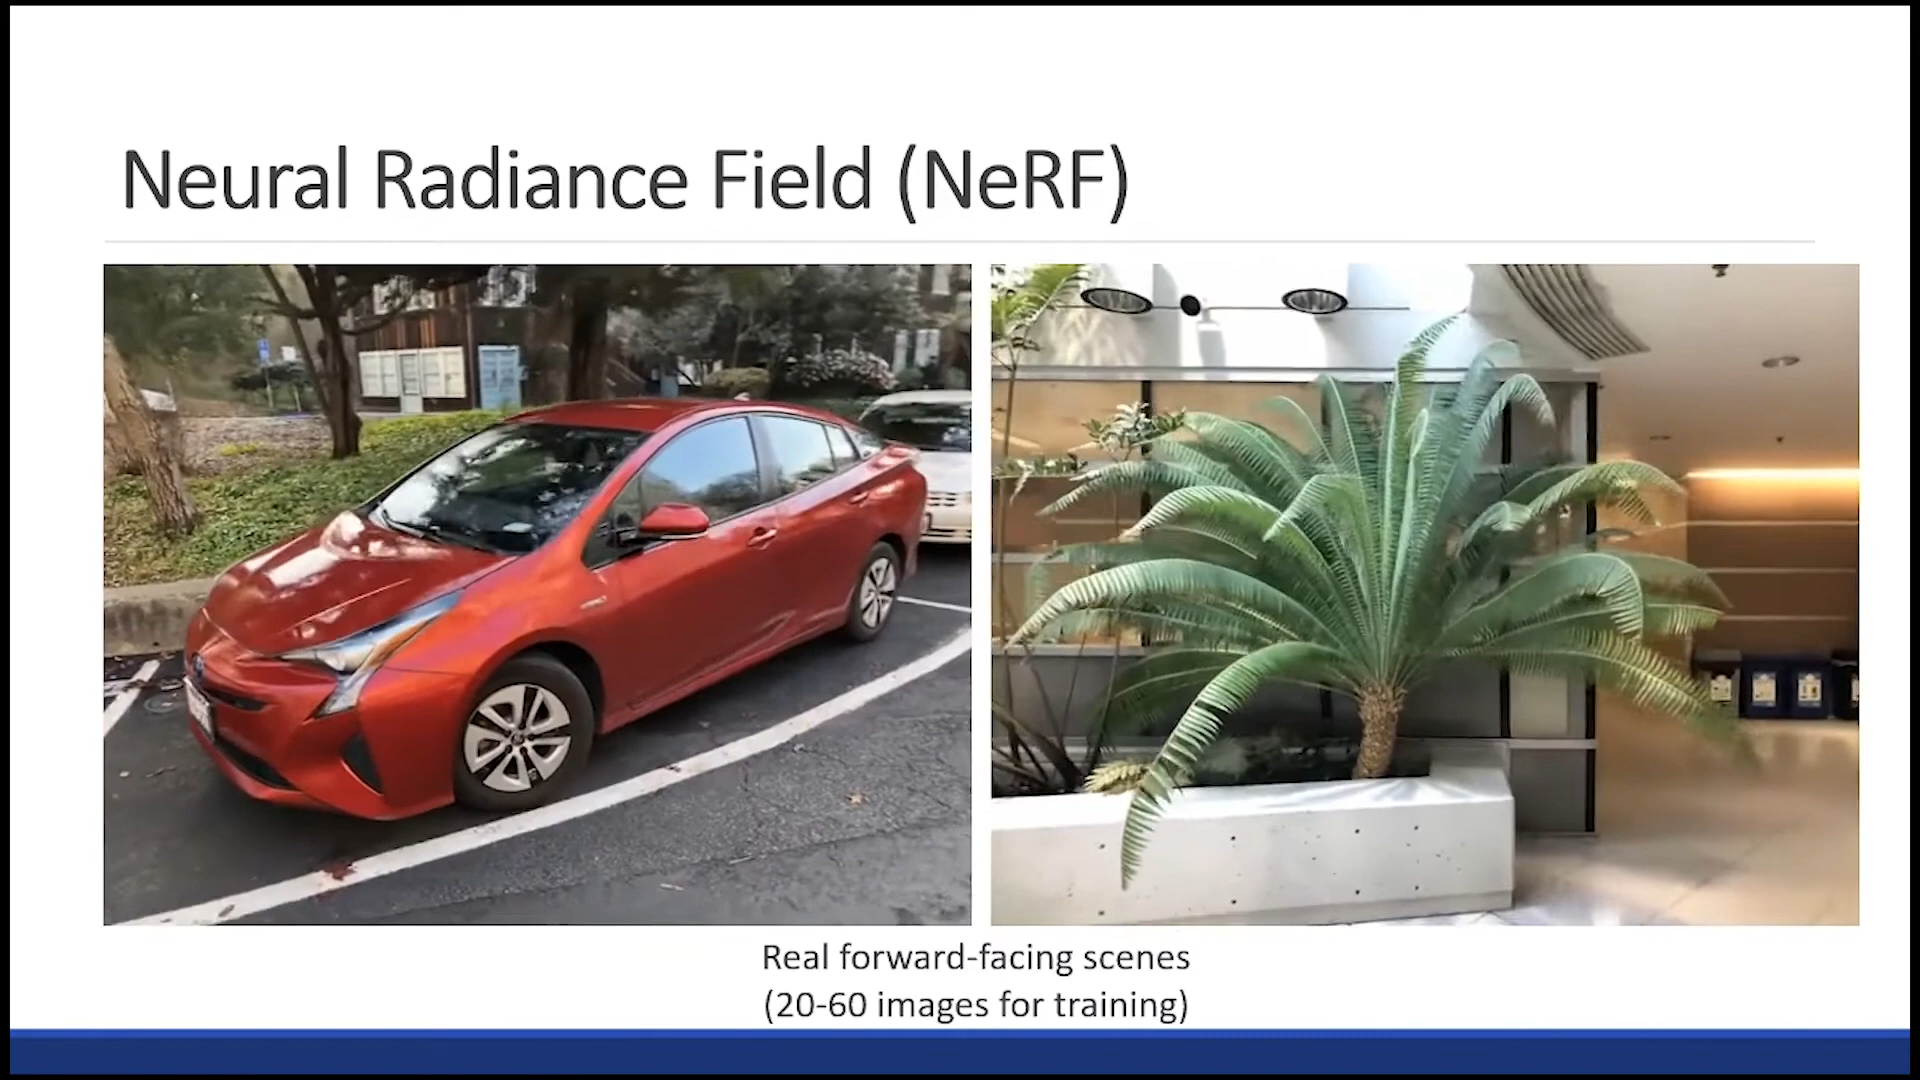 Neural Radiance Field (NeRF)
Real forward-facing scenes
(20-60 images for training)